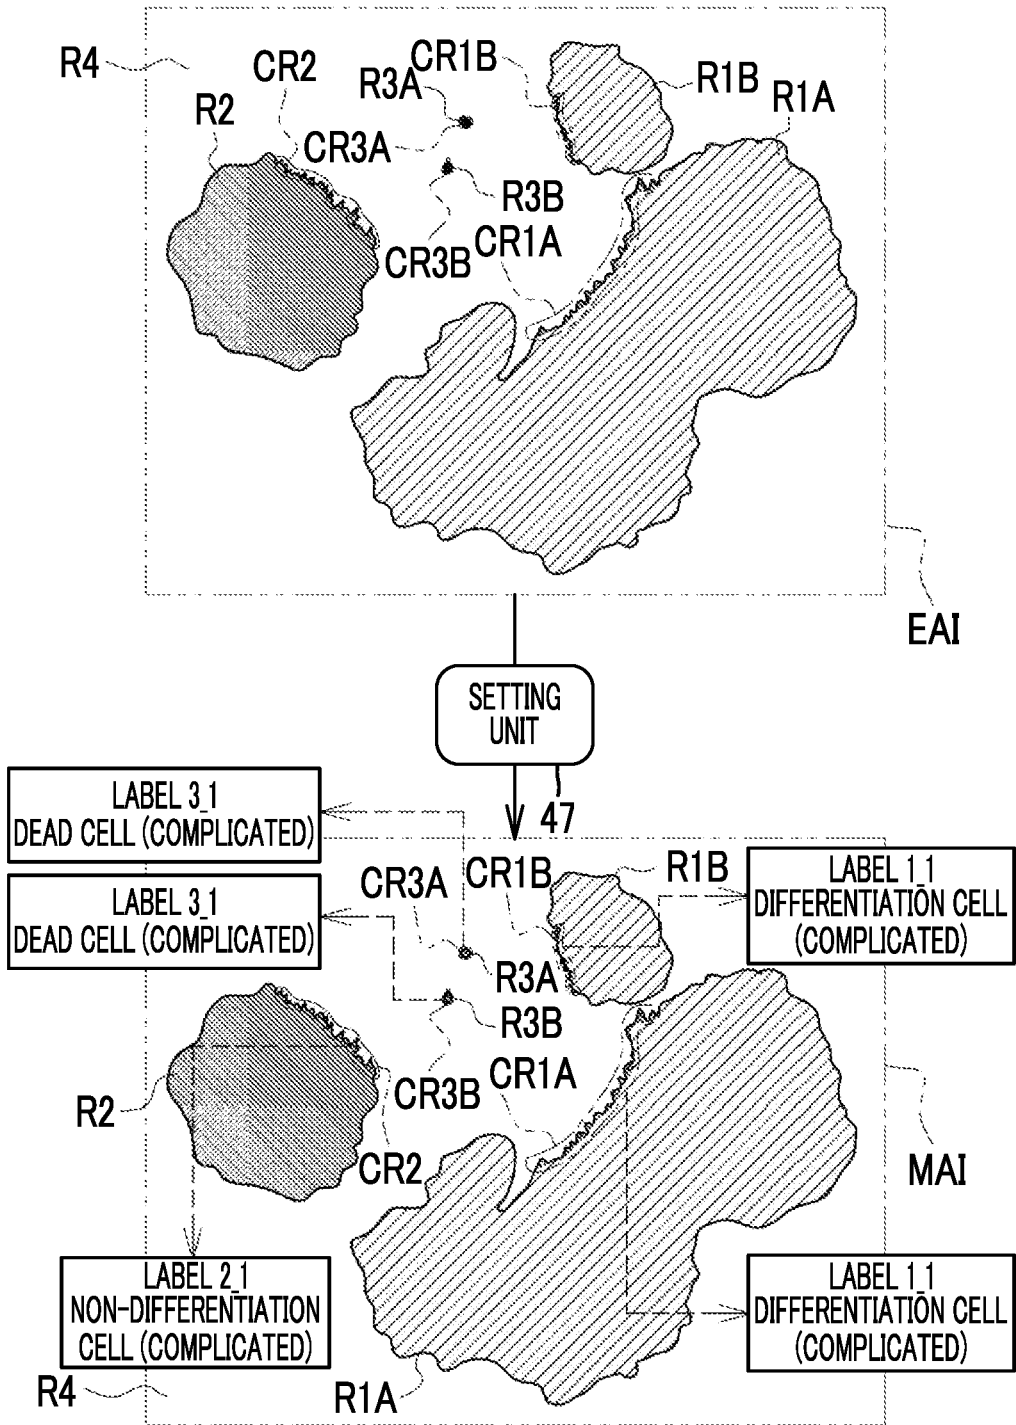 R4
CR2
R3A
CR1B
R1B
R1A
R2
CR3A
R3B
CR1A
CR3B
EAI
SETTING
UNIT
47
LABEL 3_1
DEAD CELL (COMPLICATED)
LABEL 3_1
DEAD CELL (COMPLICATED)
CR3A
CR1B
R1B
LABEL 1_1
DIFFERENTIATION CELL
(COMPLICATED)
R3A
R3B
CR1A
CR3B
R2
CR2
MAI
LABEL 2_1
NON-DIFFERENTIATION
CELL (COMPLICATED)
LABEL 1_1
DIFFERENTIATION CELL
(COMPLICATED)
R4
R1A